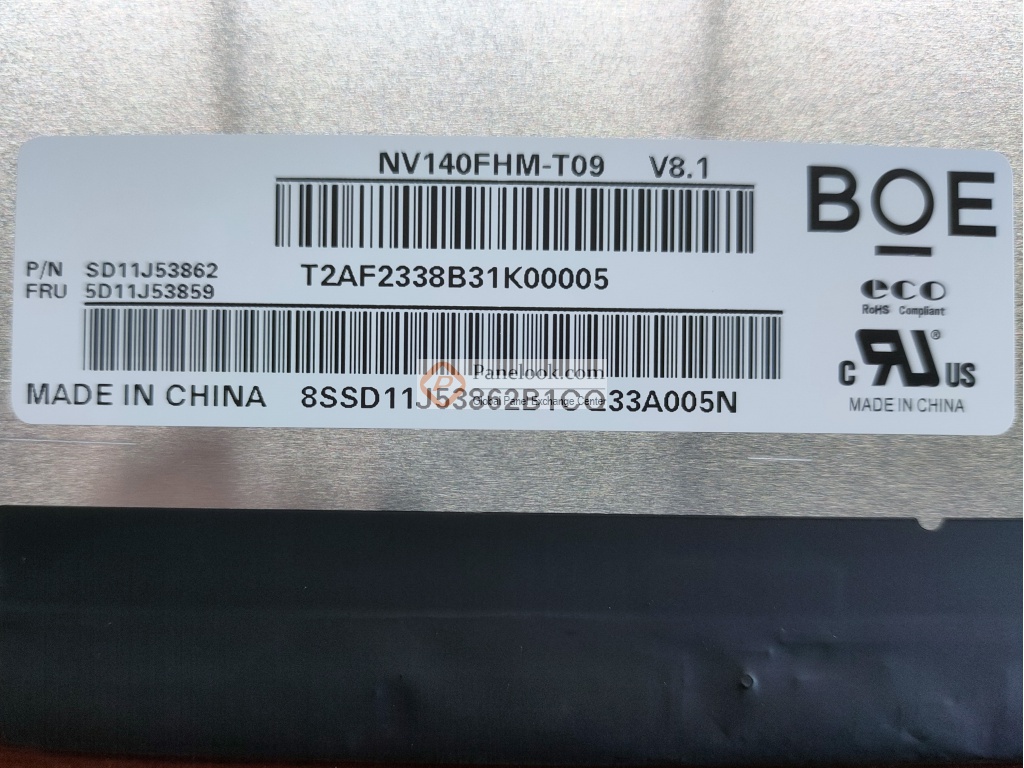 NV140FHM-T09 V8.1
BOE
P/N SD11J53862
FRU 5D11J53859
T2AF2338B31K00005
eco
RoHS Compliant
Panelook.com
Global Panel Exchange Center
MADE IN CHINA
8SSD11J53862B1CQ33A005N
c RU ® US
MADE IN CHINA